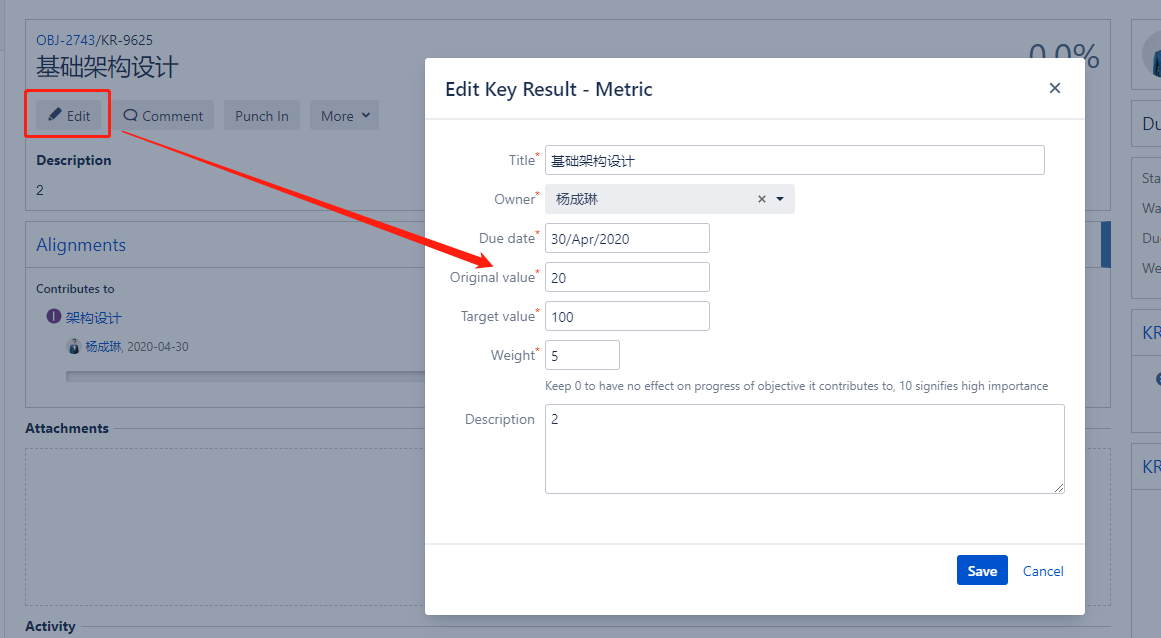 OBJ-2743/KR-9625
基础架构设计
0.0%
Edit
Comment
Punch In
More
Description
2
Alignments
Contributes to
架构设计
杨成琳, 2020-04-30
Attachments
Activity
Edit Key Result - Metric
Title*
基础架构设计
Owner*
杨成琳
Due date*
30/Apr/2020
Original value*
20
Target value*
100
Weight*
5
Keep 0 to have no effect on progress of objective it contributes to, 10 signifies high importance
Description
2
Save
Cancel
Du
Sta
Wa
Du
We
KR
KR